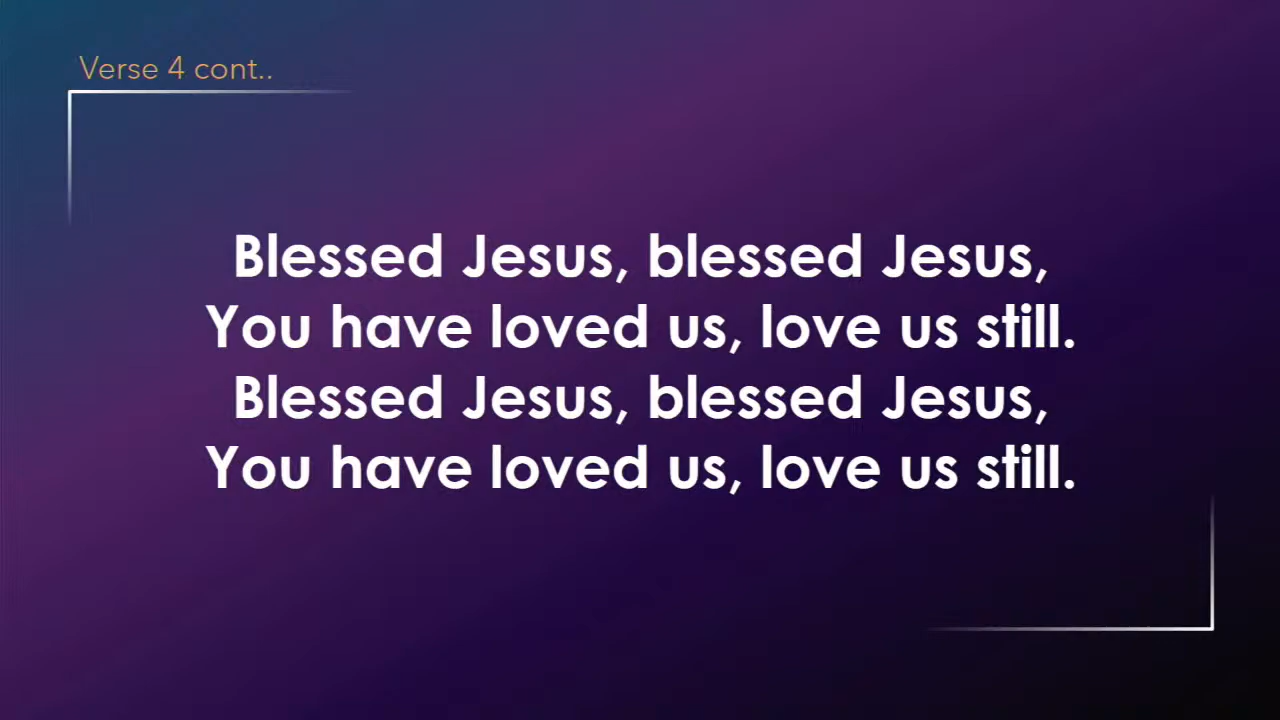 Verse 4 cont..
Blessed Jesus, blessed Jesus,
You have loved us, love us still.
Blessed Jesus, blessed Jesus,
You have loved us, love us still.